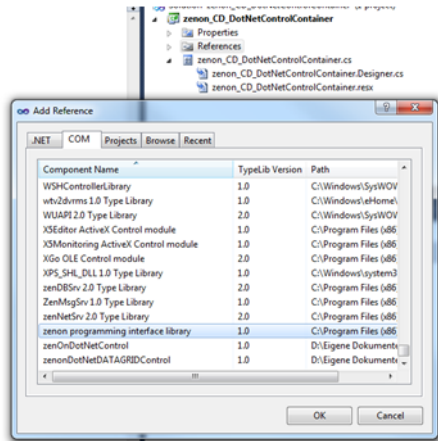 zenon_CD_DotNetControlContainer
Properties
References
zenon_CD_DotNetControlContainer.cs
zenon_CD_DotNetControlContainer.Designer.cs
zenon_CD_DotNetControlContainer.resx
Add Reference
.NET COM Projects Browse Recent
Component Name TypeLib Version Path
WSHControllerLibrary 1.0 C:\Windows\SysWOW
wtv2dvrms 1.0 Type Library 1.0 C:\Windows\eHome\
WUAPI 2.0 Type Library 2.0 C:\Windows\SysWOW
X5Editor ActiveX Control module 1.0 C:\Program Files (x86
X5Monitoring ActiveX Control module 1.0 C:\Program Files (x86
XGo OLE Control module 2.0 C:\Program Files (x86
XPS_SHL_DLL 1.0 Type Library 1.0 C:\Windows\system3
zenDBSrv 2.0 Type Library 2.0 C:\Program Files (x86
ZenMsgSrv 1.0 Type Library 1.0 C:\Program Files (x86
zenNetSrv 2.0 Type Library 2.0 C:\Program Files (x86
zenon programming interface library 1.0 C:\Program Files (x86
zenOnDotNetControl 1.0 D:\Eigene Dokumente
zenonDotNetDATAGRIDControl 1.0 D:\Eigene Dokumente
OK Cancel